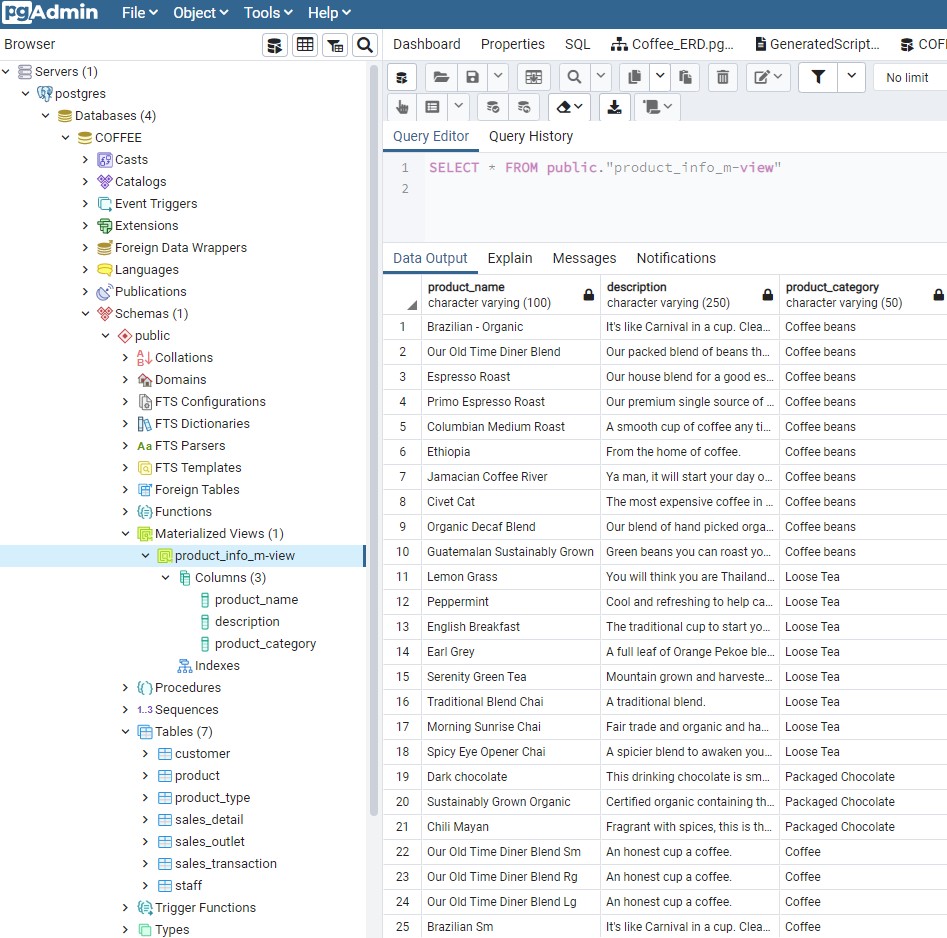 pgAdmin File Object Tools Help
Browser
Dashboard Properties SQL Coffee_ERD.pg... GeneratedScript... COF
Servers (1)
postgres
Databases (4)
COFFEE
Casts
Catalogs
Event Triggers
Extensions
Foreign Data Wrappers
Languages
Publications
Schemas (1)
public
A
B
Collations
Domains
FTS Configurations
FTS Dictionaries
Aa FTS Parsers
FTS Templates
Foreign Tables
Functions
Materialized Views (1)
product_info_m-view
Columns (3)
product_name
description
product_category
Indexes
Procedures
1..3 Sequences
Tables (7)
customer
product
product_type
sales_detail
sales_outlet
sales_transaction
staff
Trigger Functions
Types
No limit
Query Editor Query History
1 SELECT * FROM public."product_info_m-view"
2
Data Output Explain Messages Notifications
product_name description product_category
character varying (100) character varying (250) character varying (50)
1 Brazilian - Organic It's like Carnival in a cup. Clea... Coffee beans
2 Our Old Time Diner Blend Our packed blend of beans th... Coffee beans
3 Espresso Roast Our house blend for a good es... Coffee beans
4 Primo Espresso Roast Our premium single source of ... Coffee beans
5 Columbian Medium Roast A smooth cup of coffee any ti... Coffee beans
6 Ethiopia From the home of coffee. Coffee beans
7 Jamacian Coffee River Ya man, it will start your day o... Coffee beans
8 Civet Cat The most expensive coffee in ... Coffee beans
9 Organic Decaf Blend Our blend of hand picked orga... Coffee beans
10 Guatemalan Sustainably Grown Green beans you can roast yo... Coffee beans
11 Lemon Grass You will think you are Thailand... Loose Tea
12 Peppermint Cool and refreshing to help ca... Loose Tea
13 English Breakfast The traditional cup to start yo... Loose Tea
14 Earl Grey A full leaf of Orange Pekoe ble... Loose Tea
15 Serenity Green Tea Mountain grown and harveste... Loose Tea
16 Traditional Blend Chai A traditional blend. Loose Tea
17 Morning Sunrise Chai Fair trade and organic and ha... Loose Tea
18 Spicy Eye Opener Chai A spicier blend to awaken you... Loose Tea
19 Dark chocolate This drinking chocolate is sm... Packaged Chocolate
20 Sustainably Grown Organic Certified organic containing th... Packaged Chocolate
21 Chili Mayan Fragrant with spices, this is th... Packaged Chocolate
22 Our Old Time Diner Blend Sm An honest cup a coffee. Coffee
23 Our Old Time Diner Blend Rg An honest cup a coffee. Coffee
24 Our Old Time Diner Blend Lg An honest cup a coffee. Coffee
25 Brazilian Sm It's like Carnival in a cup. Clea... Coffee